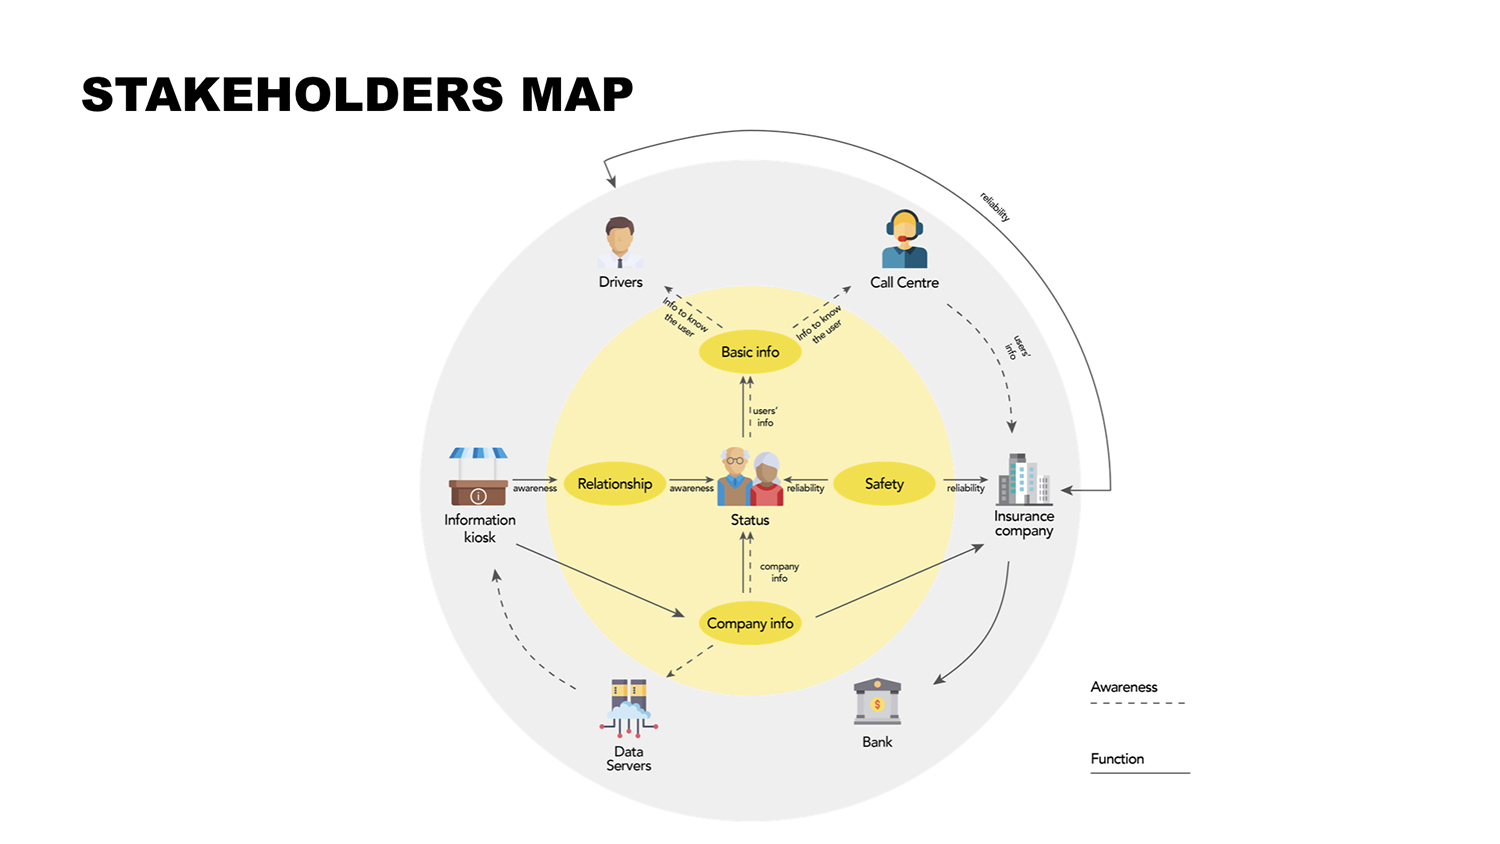 STAKEHOLDERS MAP
reliability
Drivers
Call Centre
Info to know
the user
Info to know
the user
users'
info
Basic info
users'
info
awareness
Relationship
awareness
reliability
Safety
reliability
Information
kiosk
Status
Insurance
company
company
info
Company info
Data
Servers
Bank
Awareness
Function